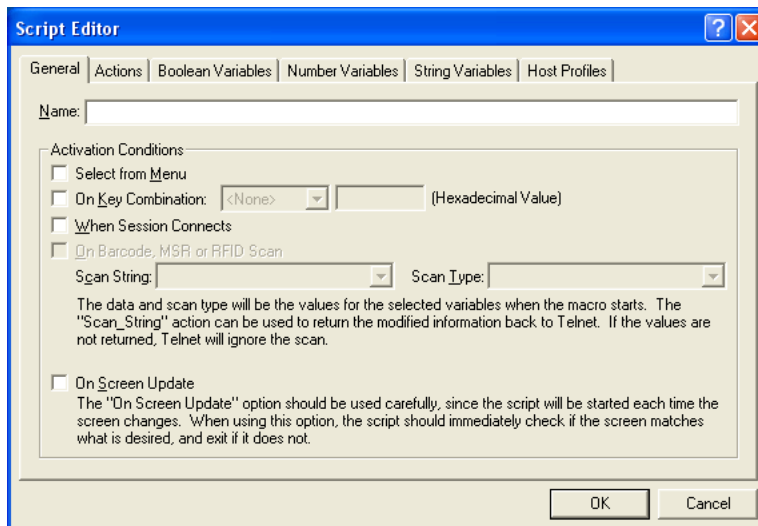 Script Editor
General Actions Boolean Variables Number Variables String Variables Host Profiles
Name:
Activation Conditions
Select from Menu
On Key Combination: <None> (Hexadecimal Value)
When Session Connects
On Barcode, MSR or RFID Scan
Scan String: Scan Type:
The data and scan type will be the values for the selected variables when the macro starts. The
"Scan_String" action can be used to return the modified information back to Telnet. If the values are
not returned, Telnet will ignore the scan.
On Screen Update
The "On Screen Update" option should be used carefully, since the script will be started each time the
screen changes. When using this option, the script should immediately check if the screen matches
what is desired, and exit if it does not.
OK Cancel